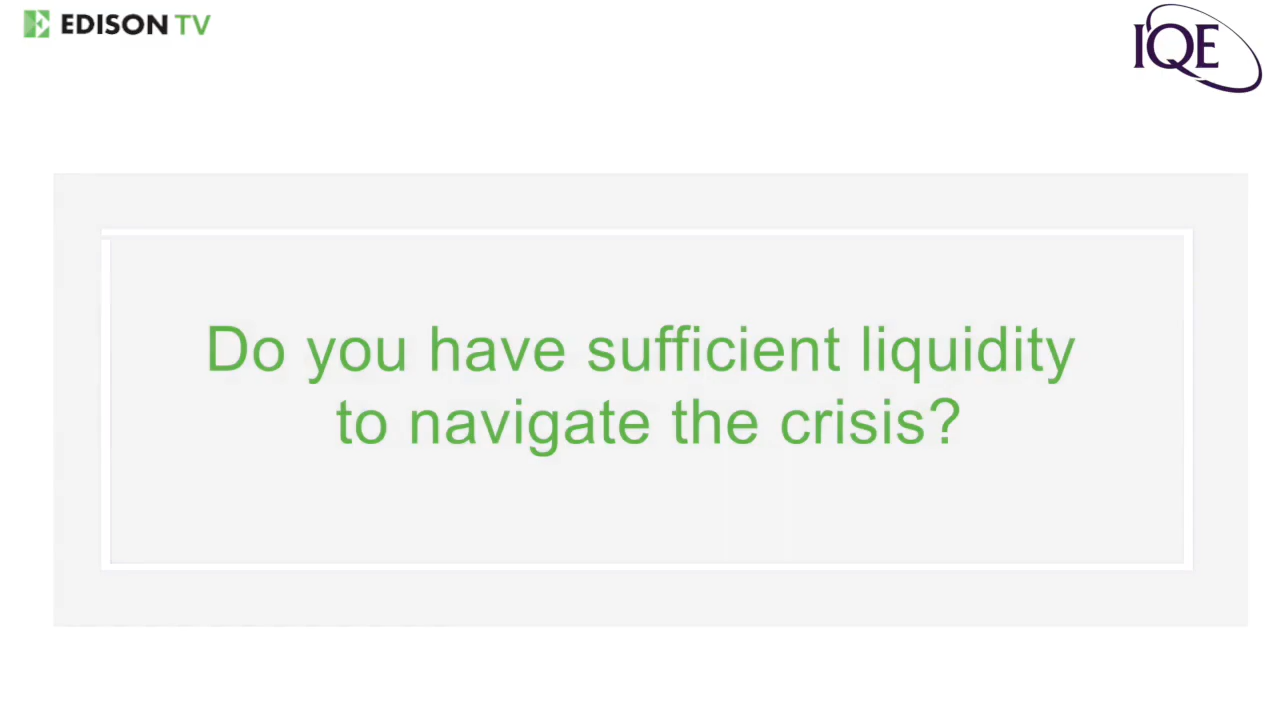 EDISON TV
IQE
Do you have sufficient liquidity
to navigate the crisis?